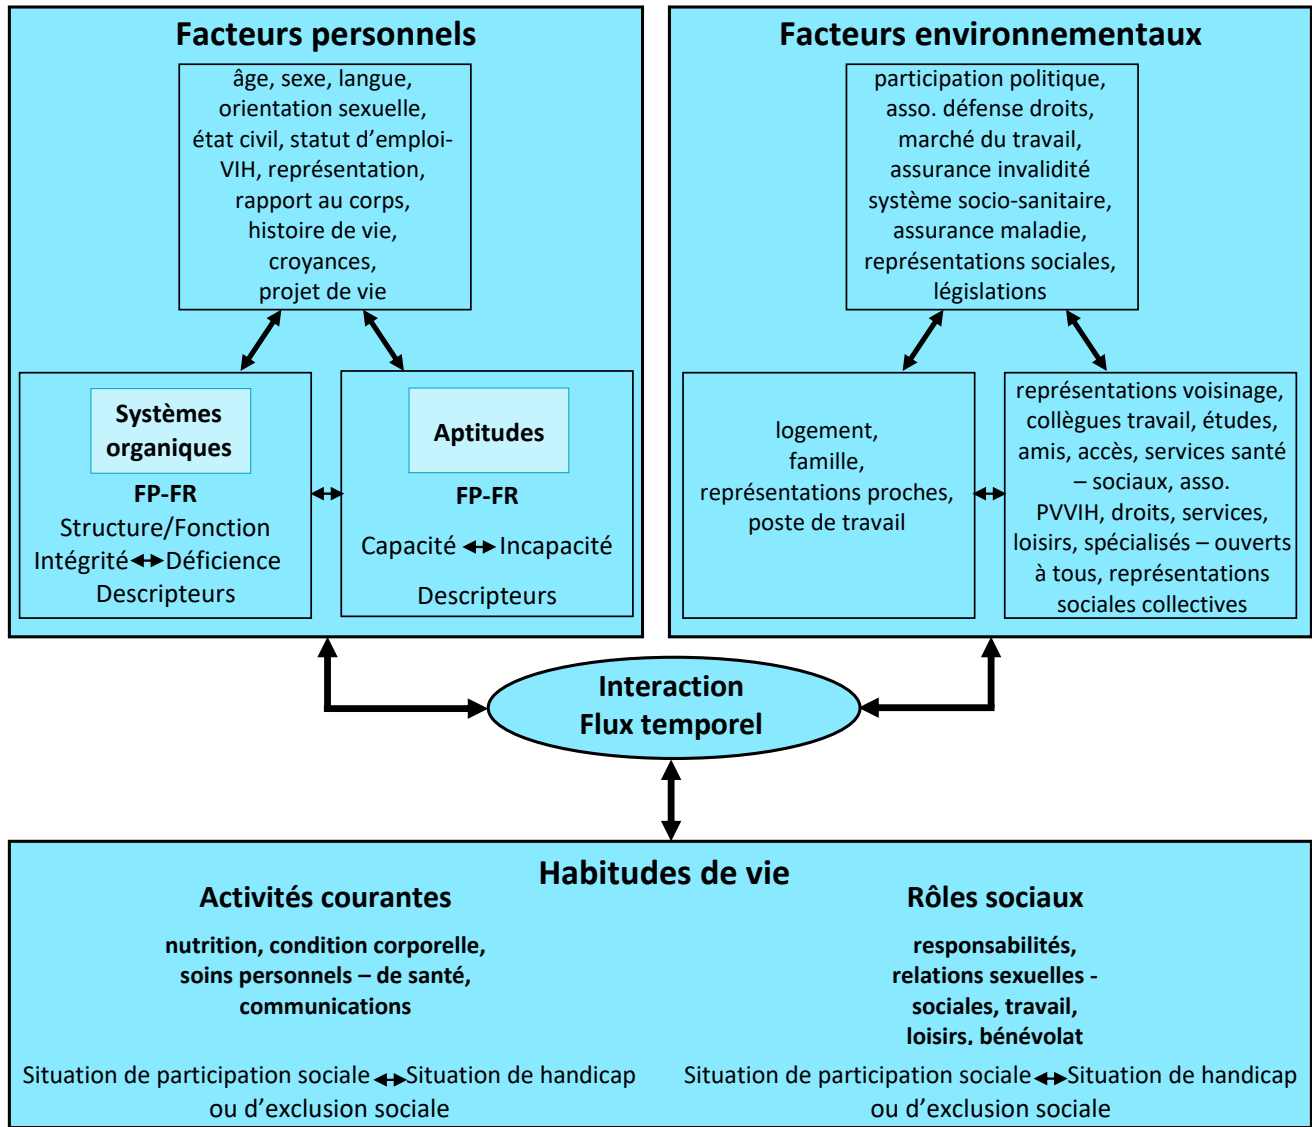 Facteurs personnels
âge, sexe, langue,
orientation sexuelle,
état civil, statut d’emploi-
VIH, représentation,
rapport au corps,
histoire de vie,
croyances,
projet de vie
Systèmes
organiques
FP-FR
Structure/Fonction
Intégrité Déficience
Descripteurs
Aptitudes
FP-FR
Capacité Incapacité
Descripteurs
Facteurs environnementaux
participation politique,
asso. défense droits,
marché du travail,
assurance invalidité
système socio-sanitaire,
assurance maladie,
représentations sociales,
législations
logement,
famille,
représentations proches,
poste de travail
représentations voisinage,
collègues travail, études,
amis, accès, services santé
– sociaux, asso.
PVVIH, droits, services,
loisirs, spécialisés – ouverts
à tous, représentations
sociales collectives
Interaction
Flux temporel
Habitudes de vie
Activités courantes
nutrition, condition corporelle,
soins personnels – de santé,
communications
Situation de participation sociale Situation de handicap
ou d’exclusion sociale
Rôles sociaux
responsabilités,
relations sexuelles -
sociales, travail,
loisirs, bénévolat
Situation de participation sociale Situation de handicap
ou d’exclusion sociale